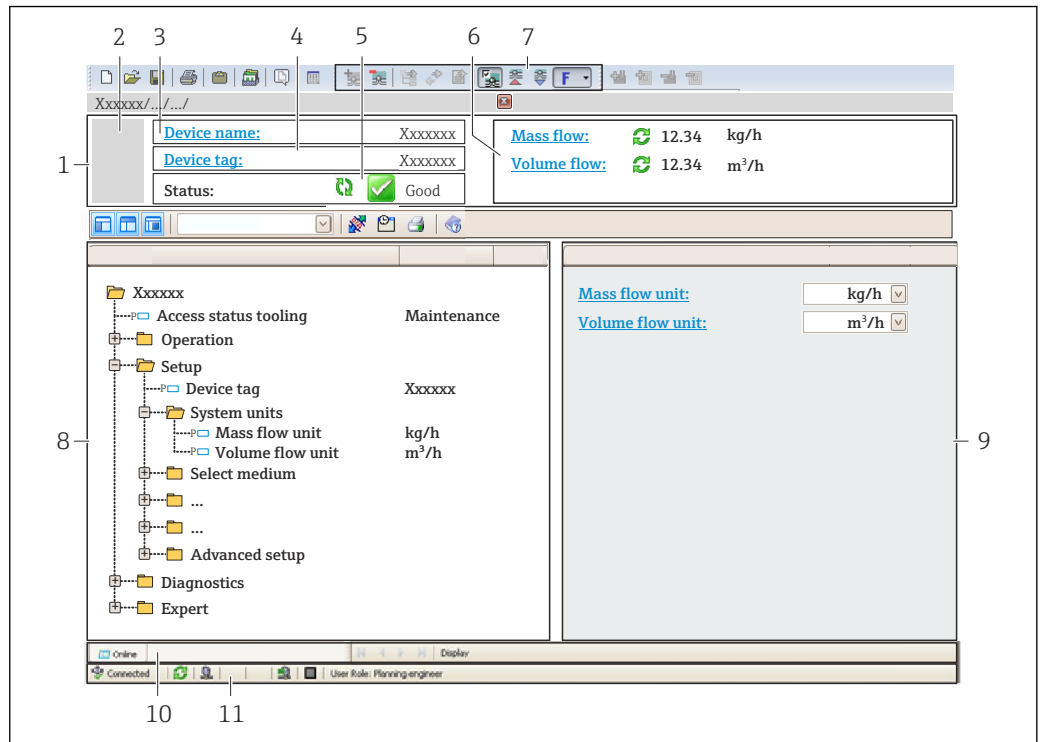 2 3 4 5 6 7
F
Xxxxxx/.../.../
1
Device name: Xxxxxxx
Device tag: Xxxxxxx
Status: Good
Mass flow: 12.34 kg/h
Volume flow: 12.34 m³/h
Xxxxxx
P Access status tooling Maintenance
Operation
Setup
P Device tag Xxxxxx
System units
P Mass flow unit kg/h
P Volume flow unit m³/h
Select medium
...
...
Advanced setup
Diagnostics
Expert
Mass flow unit: kg/h
Volume flow unit: m³/h
8
9
Online Display
Connected User Role: Planning engineer
10 11